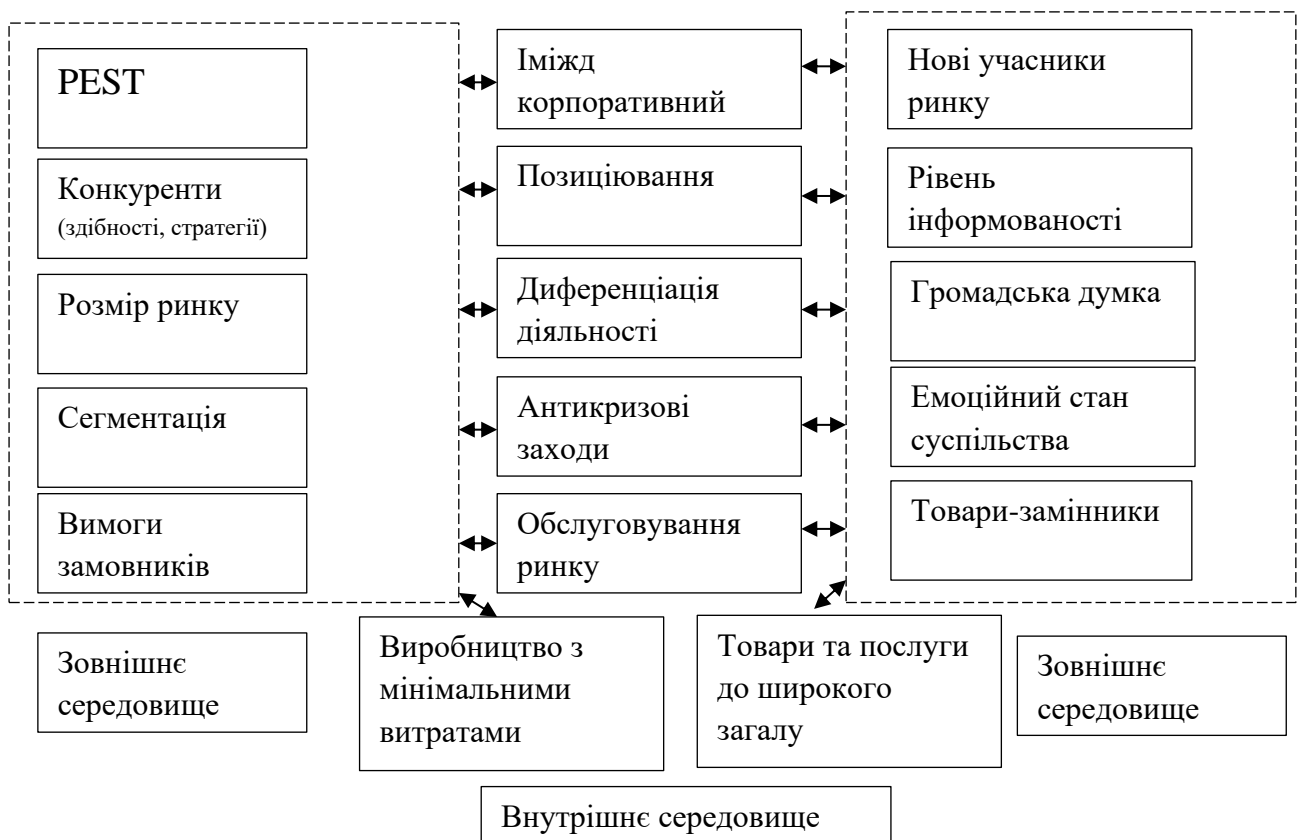 PEST
Конкуренти
(здібності, стратегії)
Розмір ринку
Сегментація
Вимоги
замовників
Іміжд
корпоративний
Позиціювання
Диференціація
діяльності
Антикризові
заходи
Обслуговування
ринку
Нові учасники
ринку
Рівень
інформованості
Громадська думка
Емоційний стан
суспільства
Товари-замінники
Зовнішнє
середовище
Виробництво з
мінімальними
витратами
Товари та послуги
до широкого
загалу
Зовнішнє
середовище
Внутрішнє середовище